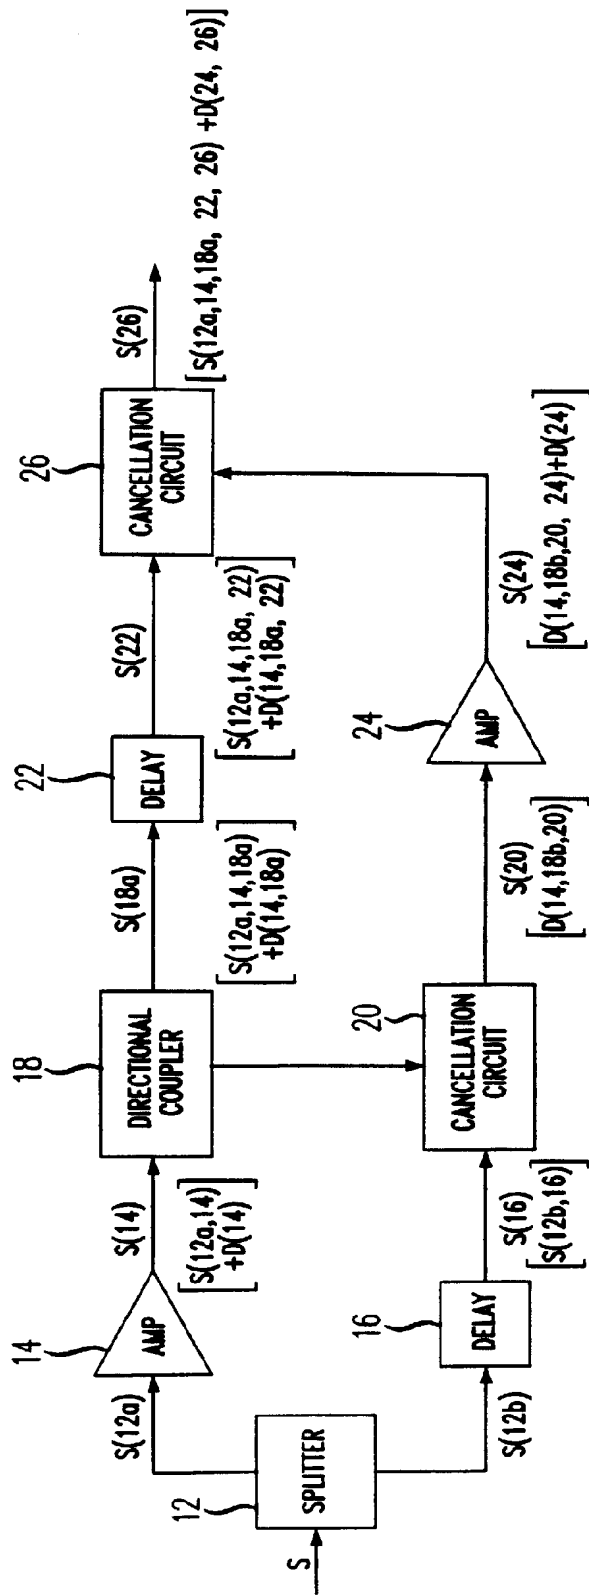 S
12
SPLITTER
S(12a)
14
AMP
S(14)
[S(12a,14)
+D(14)]
18
DIRECTIONAL
COUPLER
S(18a)
[S(12a,14,18a)
+D(14,18a)]
22
DELAY
S(22)
[S(12a,14,18a, 22)
+D(14,18a, 22)]
26
CANCELLATION
CIRCUIT
S(26)
[S(12a,14,18a, 22, 26) +D(24, 26)]
S(12b)
16
DELAY
S(16)
[S(12b,16)]
20
CANCELLATION
CIRCUIT
S(20)
[D(14,18b,20)]
24
AMP
S(24)
[D(14,18b,20, 24)+D(24)]